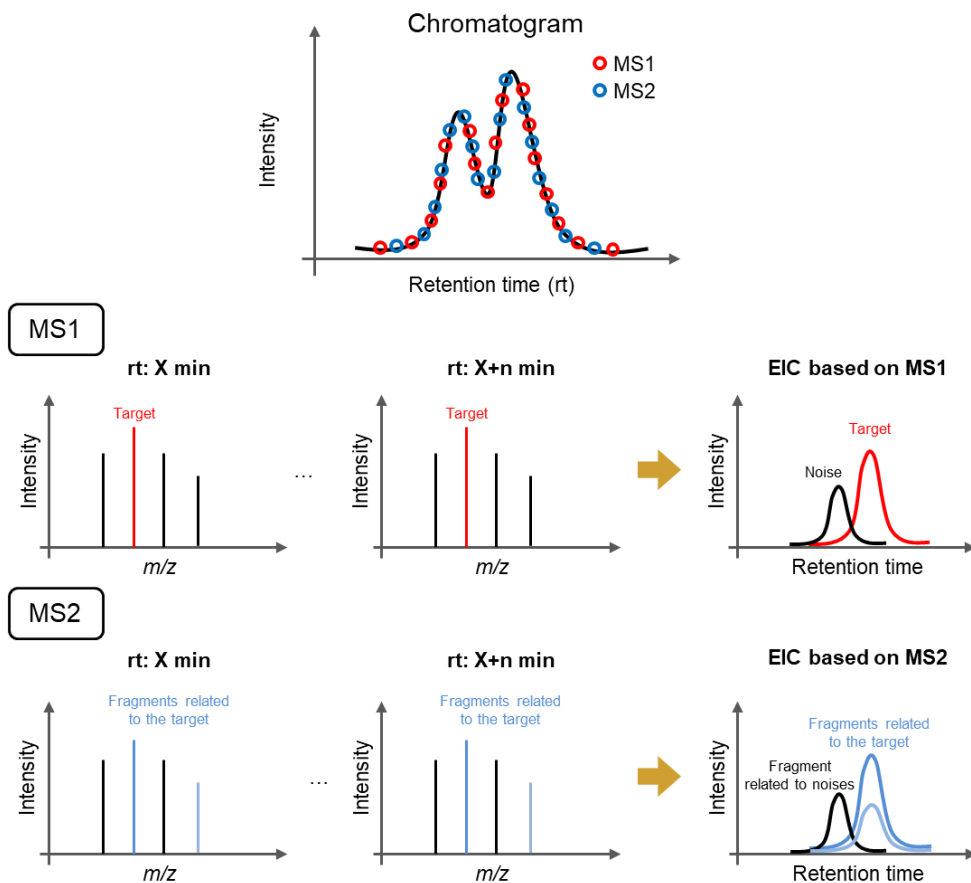 Chromatogram
MS1
MS2
Intensity
Retention time (rt)
MS1
rt: X min
rt: X+n min
EIC based on MS1
Target
Target
Target
Noise
Intensity
...
Intensity
Intensity
m/z
m/z
Retention time
MS2
rt: X min
rt: X+n min
EIC based on MS2
Fragments related
to the target
Fragments related
to the target
Fragments related
to the target
Fragment
related to noises
Intensity
...
Intensity
Intensity
m/z
m/z
Retention time